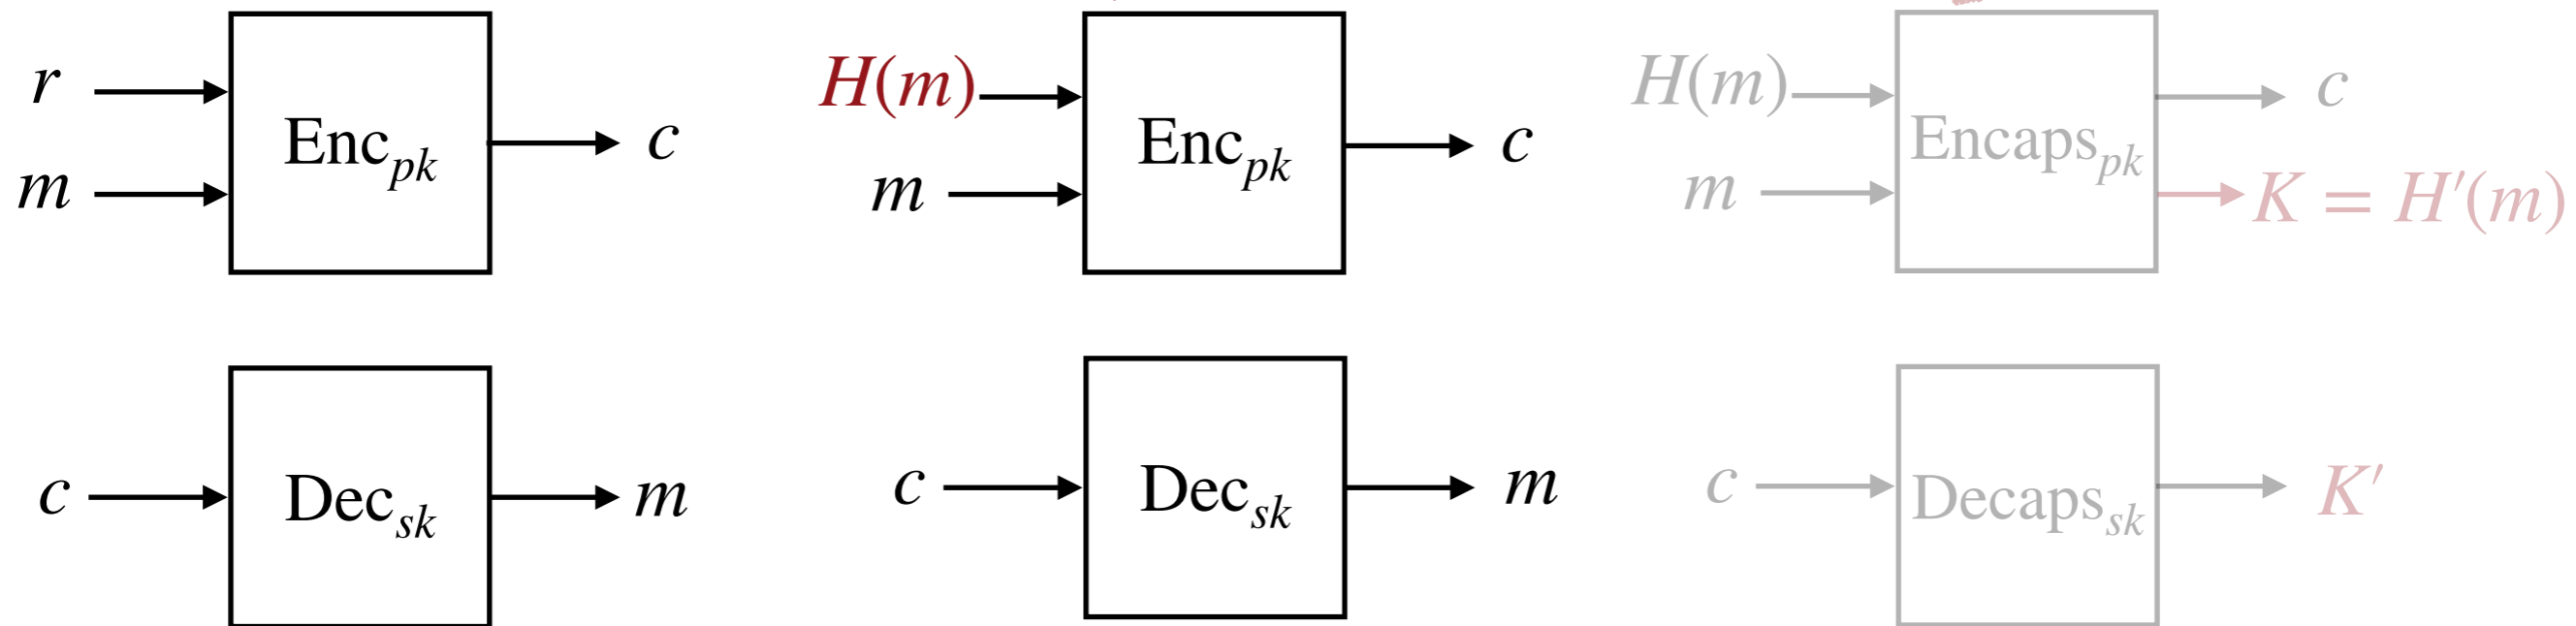 r
m
Enc_pk
c
H(m)
m
Enc_pk
c
H(m)
m
Encaps_pk
c
K = H′(m)
c
Dec_sk
m
c
Dec_sk
m
c
Decaps_sk
K′